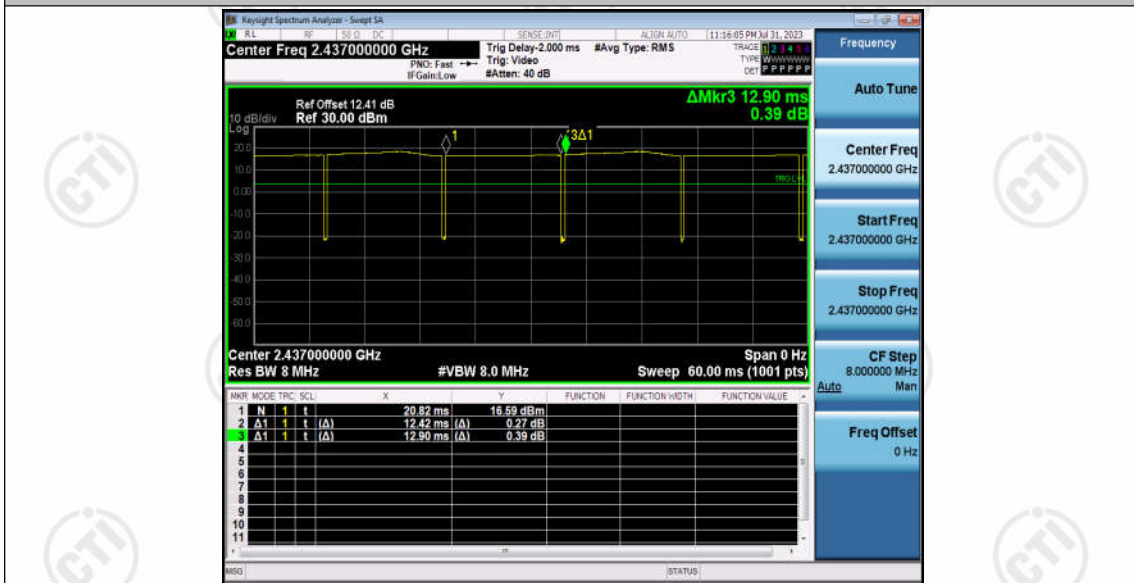 Keysight Spectrum Analyzer - Swept SA
RL RF 50 Ω DC SENSE:INT ALIGN AUTO 11:16:05 PM Jul 31, 2023
Center Freq 2.437000000 GHz
PNO: Fast
IFGain:Low
Trig Delay-2.000 ms
Trig: Video
#Atten: 40 dB
#Avg Type: RMS
TRACE 1 2 3 4 5 6
TYPE WWWWWW
DET P P P P P P
Frequency
ΔMkr3 12.90 ms
0.39 dB
Ref Offset 12.41 dB
10 dB/div Ref 30.00 dBm
Log
20.0
10.0
0.00
-10.0
-20.0
-30.0
-40.0
-50.0
-60.0
1
3Δ1
TRIG LVL
Center 2.437000000 GHz Span 0 Hz
Res BW 8 MHz #VBW 8.0 MHz Sweep 60.00 ms (1001 pts)
MKR MODE TRC SCL X Y FUNCTION FUNCTION WIDTH FUNCTION VALUE
1 N 1 t 20.82 ms 16.59 dBm
2 Δ1 1 t (Δ) 12.42 ms (Δ) 0.27 dB
3 Δ1 1 t (Δ) 12.90 ms (Δ) 0.39 dB
4
5
6
7
8
9
10
11
MSG STATUS
Auto Tune
Center Freq
2.437000000 GHz
Start Freq
2.437000000 GHz
Stop Freq
2.437000000 GHz
CF Step
8.000000 MHz
Auto Man
Freq Offset
0 Hz
CTI
CTI
CTI
CTI